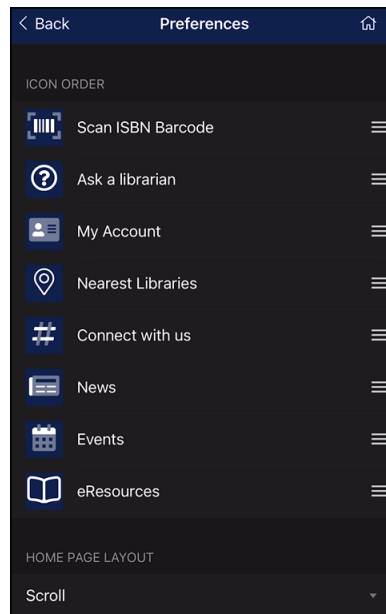 Back
Preferences
ICON ORDER
Scan ISBN Barcode
Ask a librarian
My Account
Nearest Libraries
Connect with us
News
Events
eResources
HOME PAGE LAYOUT
Scroll